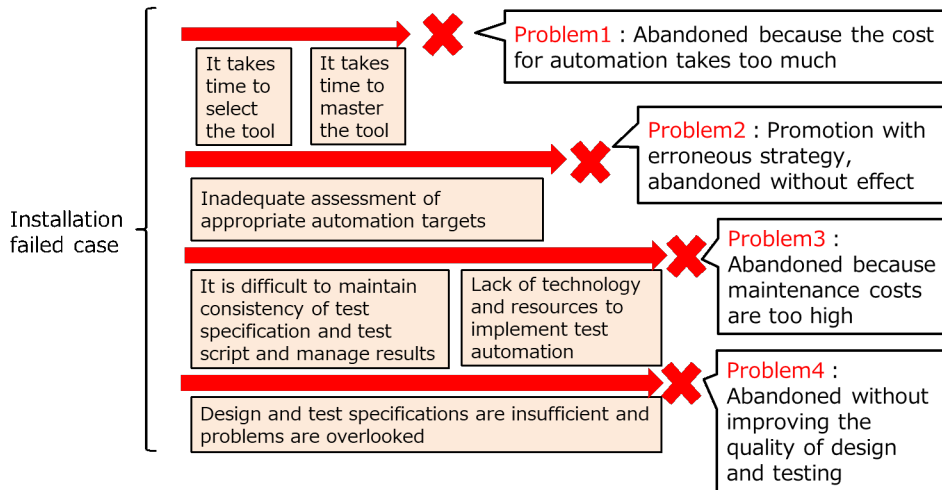 Installation
failed case
Problem1 : Abandoned because the cost
for automation takes too much
It takes
time to
select
the tool
It takes
time to
master
the tool
Problem2 : Promotion with
erroneous strategy,
abandoned without effect
Inadequate assessment of
appropriate automation targets
Problem3 :
Abandoned because
maintenance costs
are too high
It is difficult to maintain
consistency of test
specification and test
script and manage results
Lack of technology
and resources to
implement test
automation
Problem4 :
Abandoned without
improving the
quality of design
and testing
Design and test specifications are insufficient and
problems are overlooked